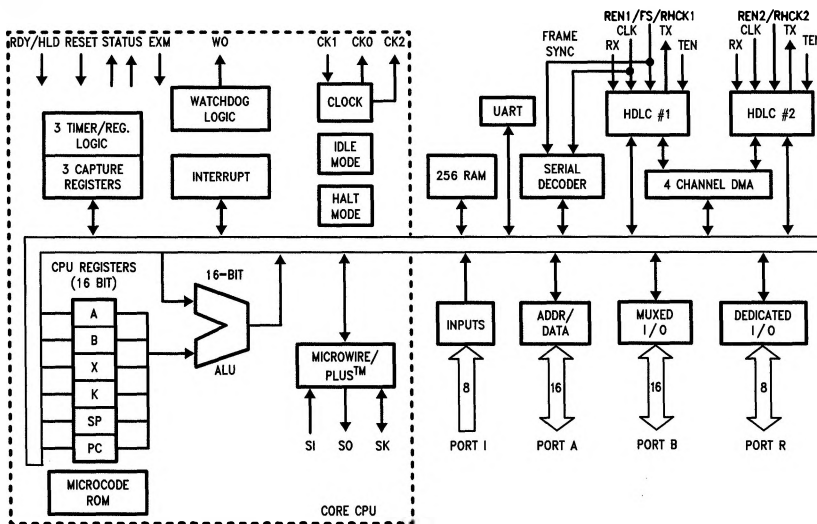 RDY/HLD RESET STATUS EXM WO CK1 CK0 CK2
REN1/FS/RHCK1
CLK TX
RX TEN
FRAME
SYNC
REN2/RHCK2
CLK TX
RX TEN
WATCHDOG
LOGIC
CLOCK
UART
HDLC #1
HDLC #2
3 TIMER/REG.
LOGIC
3 CAPTURE
REGISTERS
INTERRUPT
IDLE
MODE
HALT
MODE
256 RAM
SERIAL
DECODER
4 CHANNEL DMA
CPU REGISTERS
(16 BIT)
16-BIT
A
B
X
K
SP
PC
ALU
MICROWIRE/
PLUS™
SI SO SK
MICROCODE
ROM
CORE CPU
INPUTS
ADDR/
DATA
MUXED
I/O
DEDICATED
I/O
8
16
16
8
PORT I PORT A PORT B PORT R